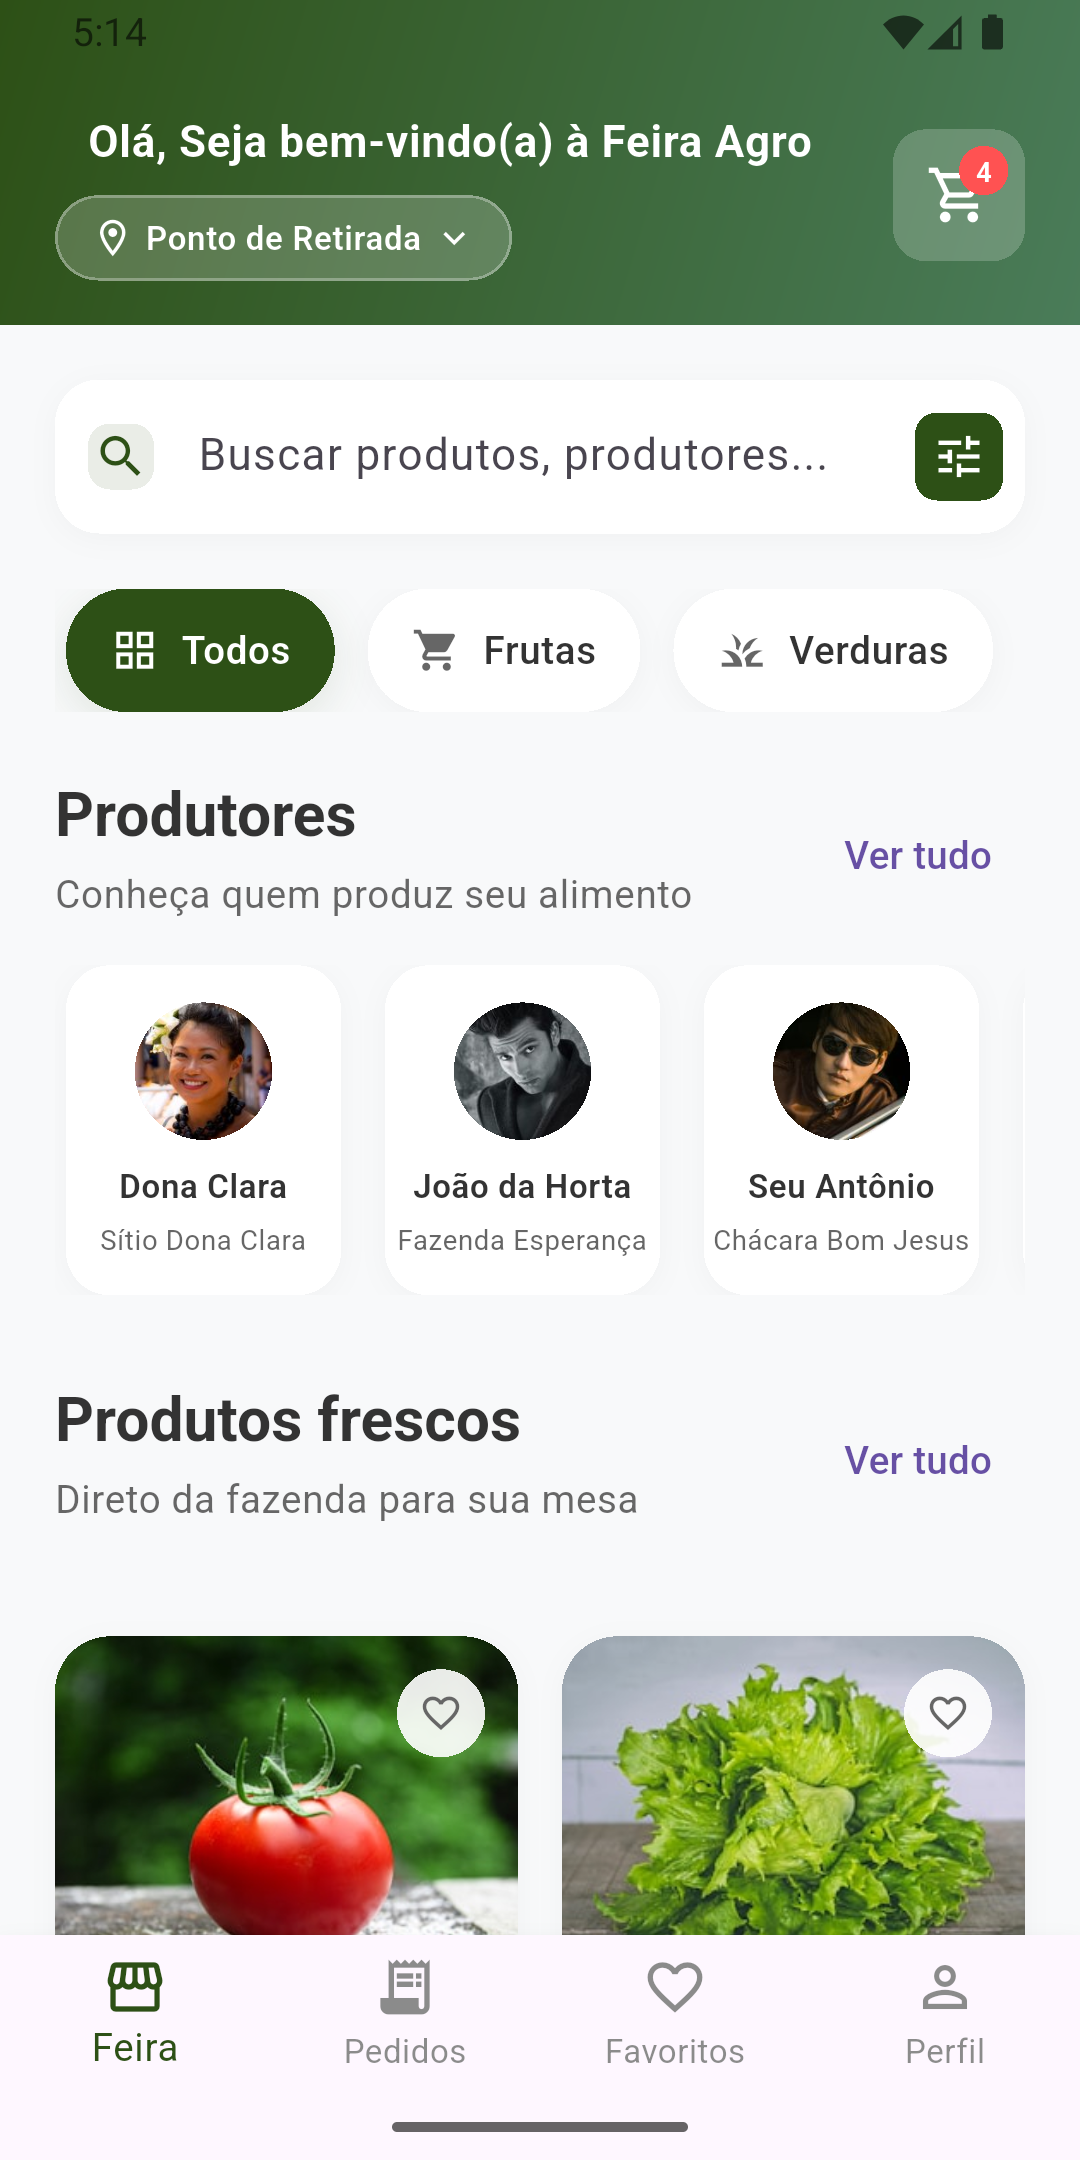 5:14
Olá, Seja bem-vindo(a) à Feira Agro
4
Ponto de Retirada
Buscar produtos, produtores...
Todos
Frutas
Verduras
Produtores
Ver tudo
Conheça quem produz seu alimento
Dona Clara
Sítio Dona Clara
João da Horta
Fazenda Esperança
Seu Antônio
Chácara Bom Jesus
Produtos frescos
Ver tudo
Direto da fazenda para sua mesa
Feira
Pedidos
Favoritos
Perfil